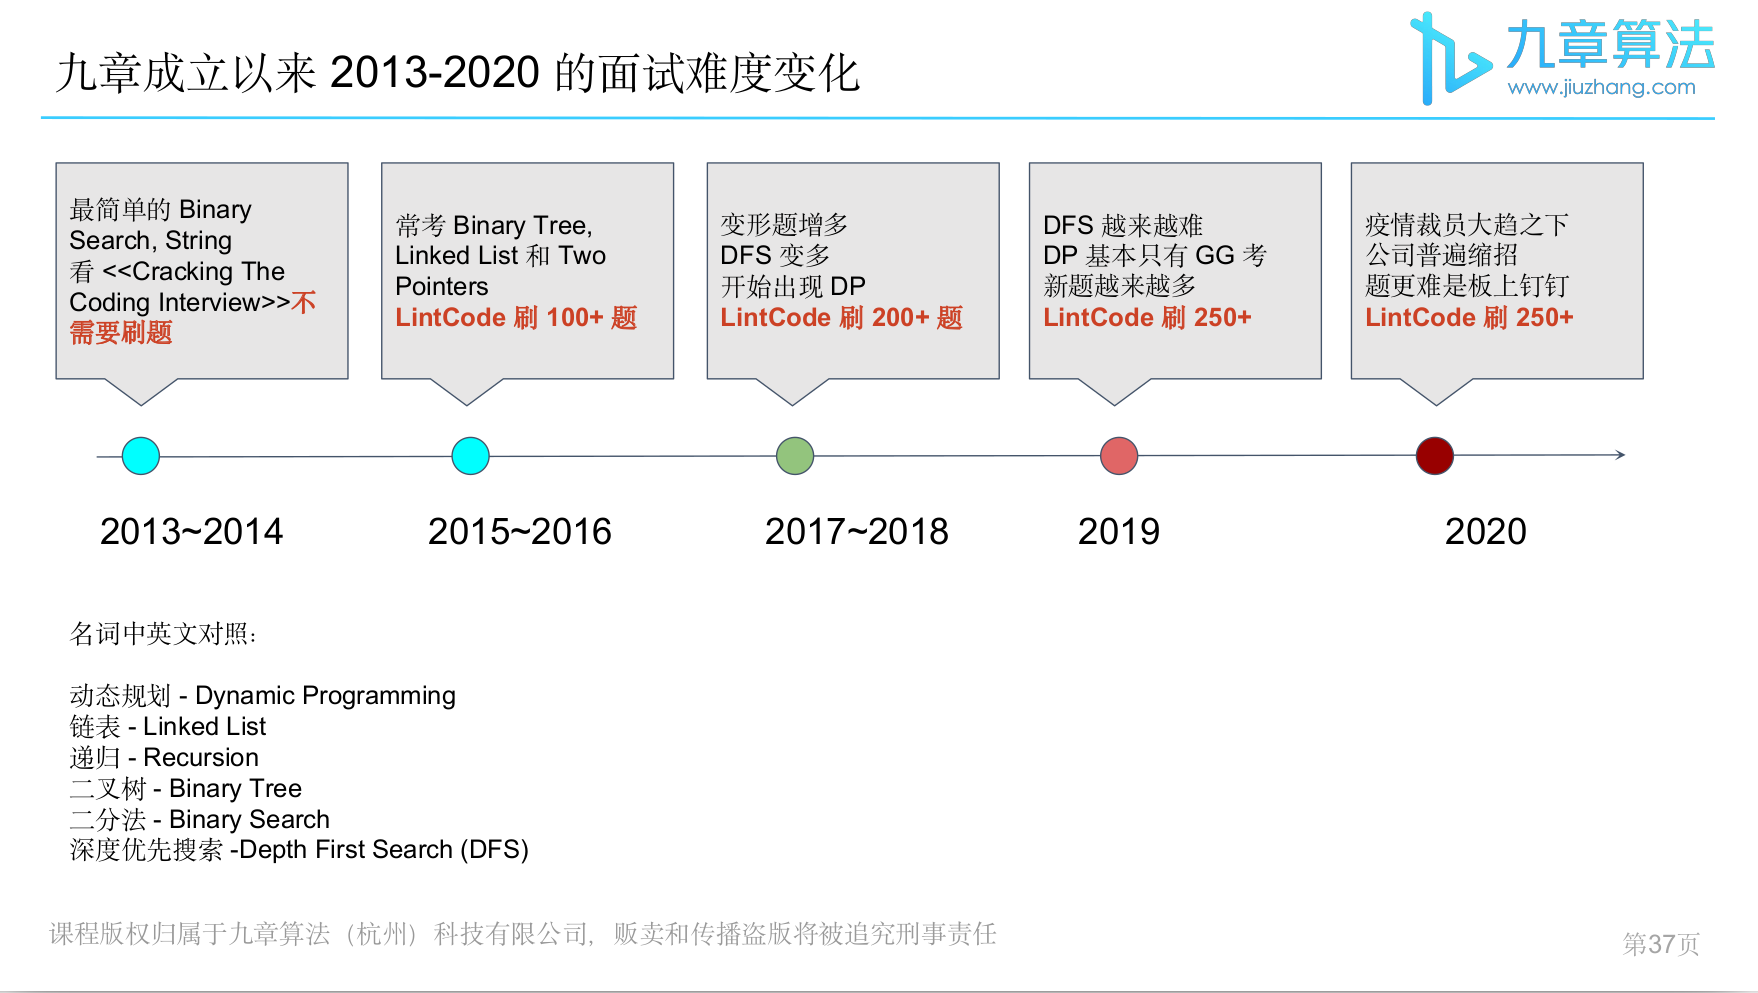 九章成立以来 2013-2020 的面试难度变化
九章算法
www.jiuzhang.com
最简单的 Binary
Search, String
看 <<Cracking The
Coding Interview>>不
需要刷题
常考 Binary Tree,
Linked List 和 Two
Pointers
LintCode 刷 100+ 题
变形题增多
DFS 变多
开始出现 DP
LintCode 刷 200+ 题
DFS 越来越难
DP 基本只有 GG 考
新题越来越多
LintCode 刷 250+
疫情裁员大趋之下
公司普遍缩招
题更难是板上钉钉
LintCode 刷 250+
2013~2014
2015~2016
2017~2018
2019
2020
名词中英文对照：
动态规划 - Dynamic Programming
链表 - Linked List
递归 - Recursion
二叉树 - Binary Tree
二分法 - Binary Search
深度优先搜索 -Depth First Search (DFS)
课程版权归属于九章算法（杭州）科技有限公司，贩卖和传播盗版将被追究刑事责任
第37页